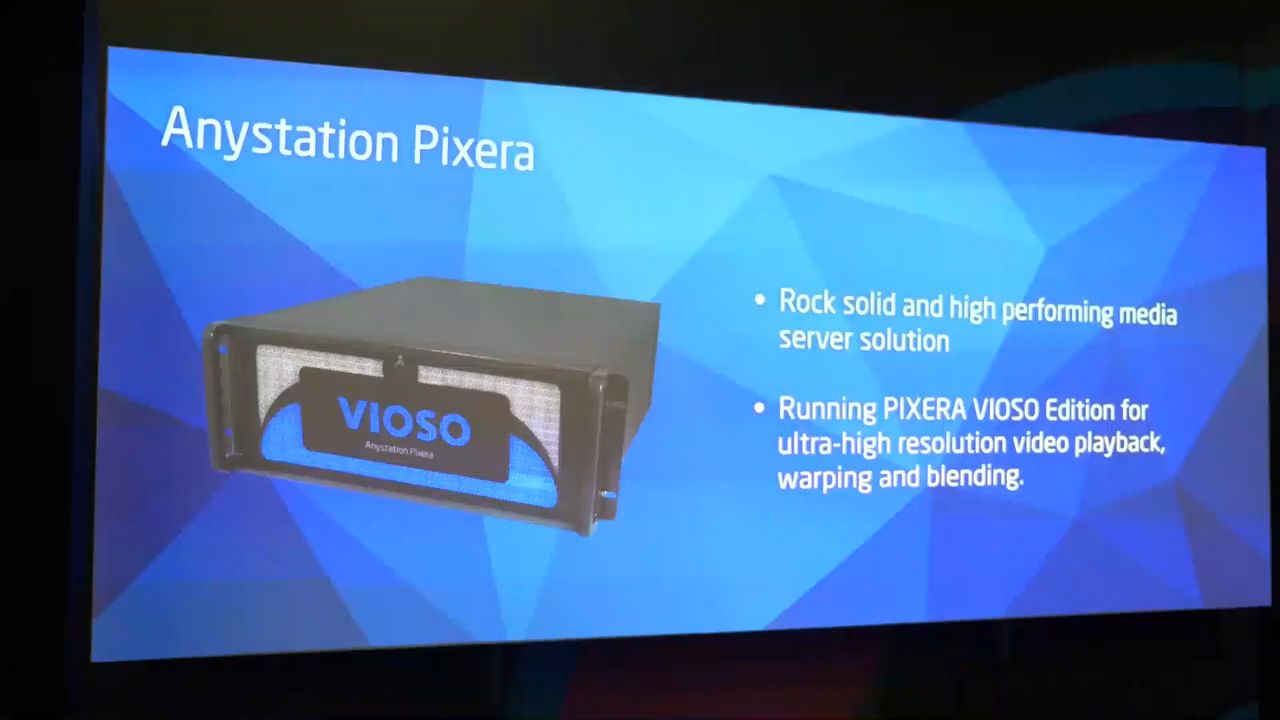 Anystation Pixera
VIOSO
Anystation Pixera
• Rock solid and high performing media
server solution
• Running PIXERA VIOSO Edition for
ultra-high resolution video playback,
warping and blending.